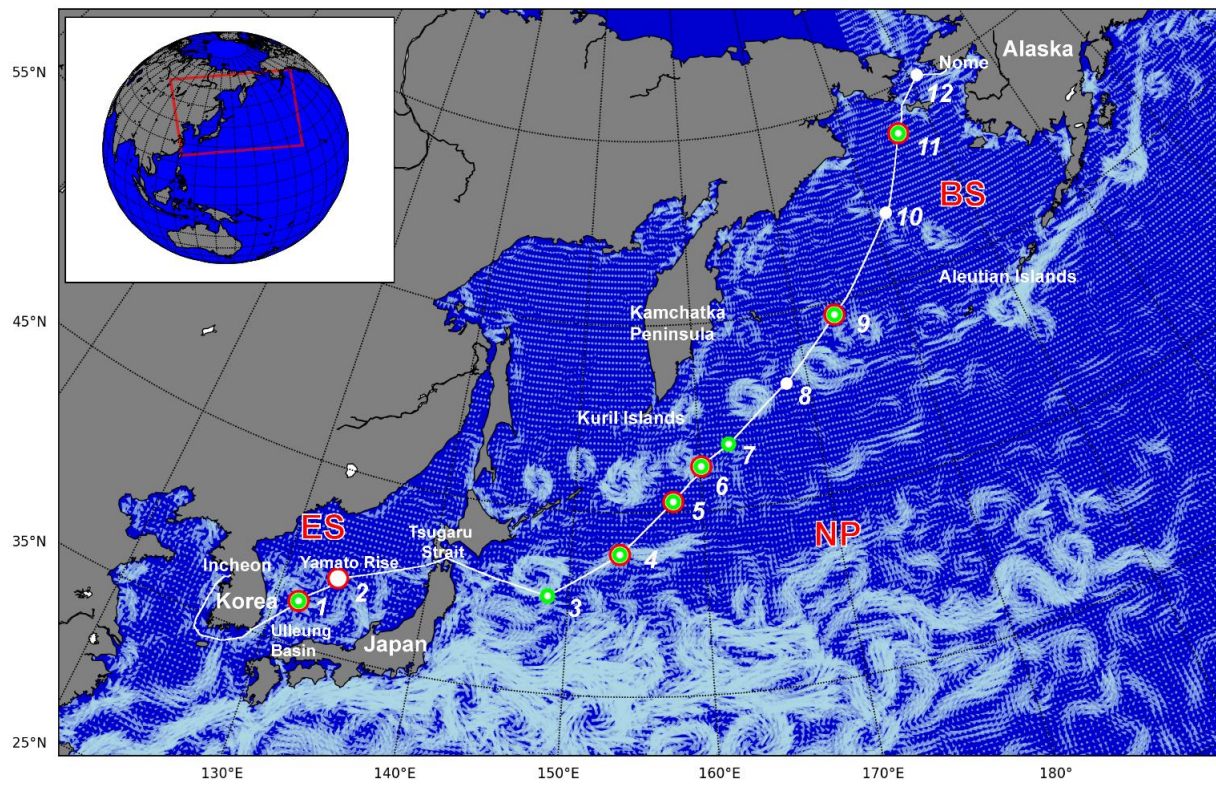 55°N
45°N
35°N
25°N
130°E
140°E
150°E
160°E
170°E
180°
Alaska
Nome
12
11
BS
10
Aleutian Islands
9
Kamchatka
Peninsula
8
Kuril Islands
7
6
5
NP
4
3
ES
Tsugaru
Strait
Yamato Rise
2
Incheon
Korea
1
Ulleung
Basin
Japan